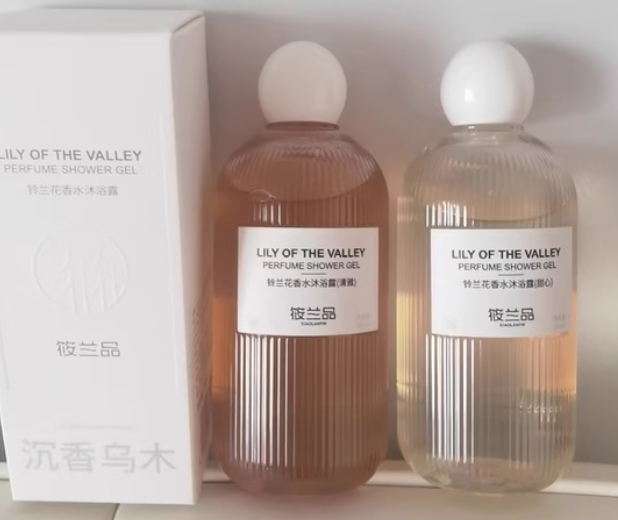 LILY OF THE VALLEY
PERFUME SHOWER GEL
铃兰花香水沐浴露
筱兰品
沉香乌木
LILY OF THE VALLEY
PERFUME SHOWER GEL
铃兰花香水沐浴露(清雅)
筱兰品
XIAOLANPIN
LILY OF THE VALLEY
PERFUME SHOWER GEL
铃兰花香水沐浴露(甜心)
筱兰品
XIAOLANPIN